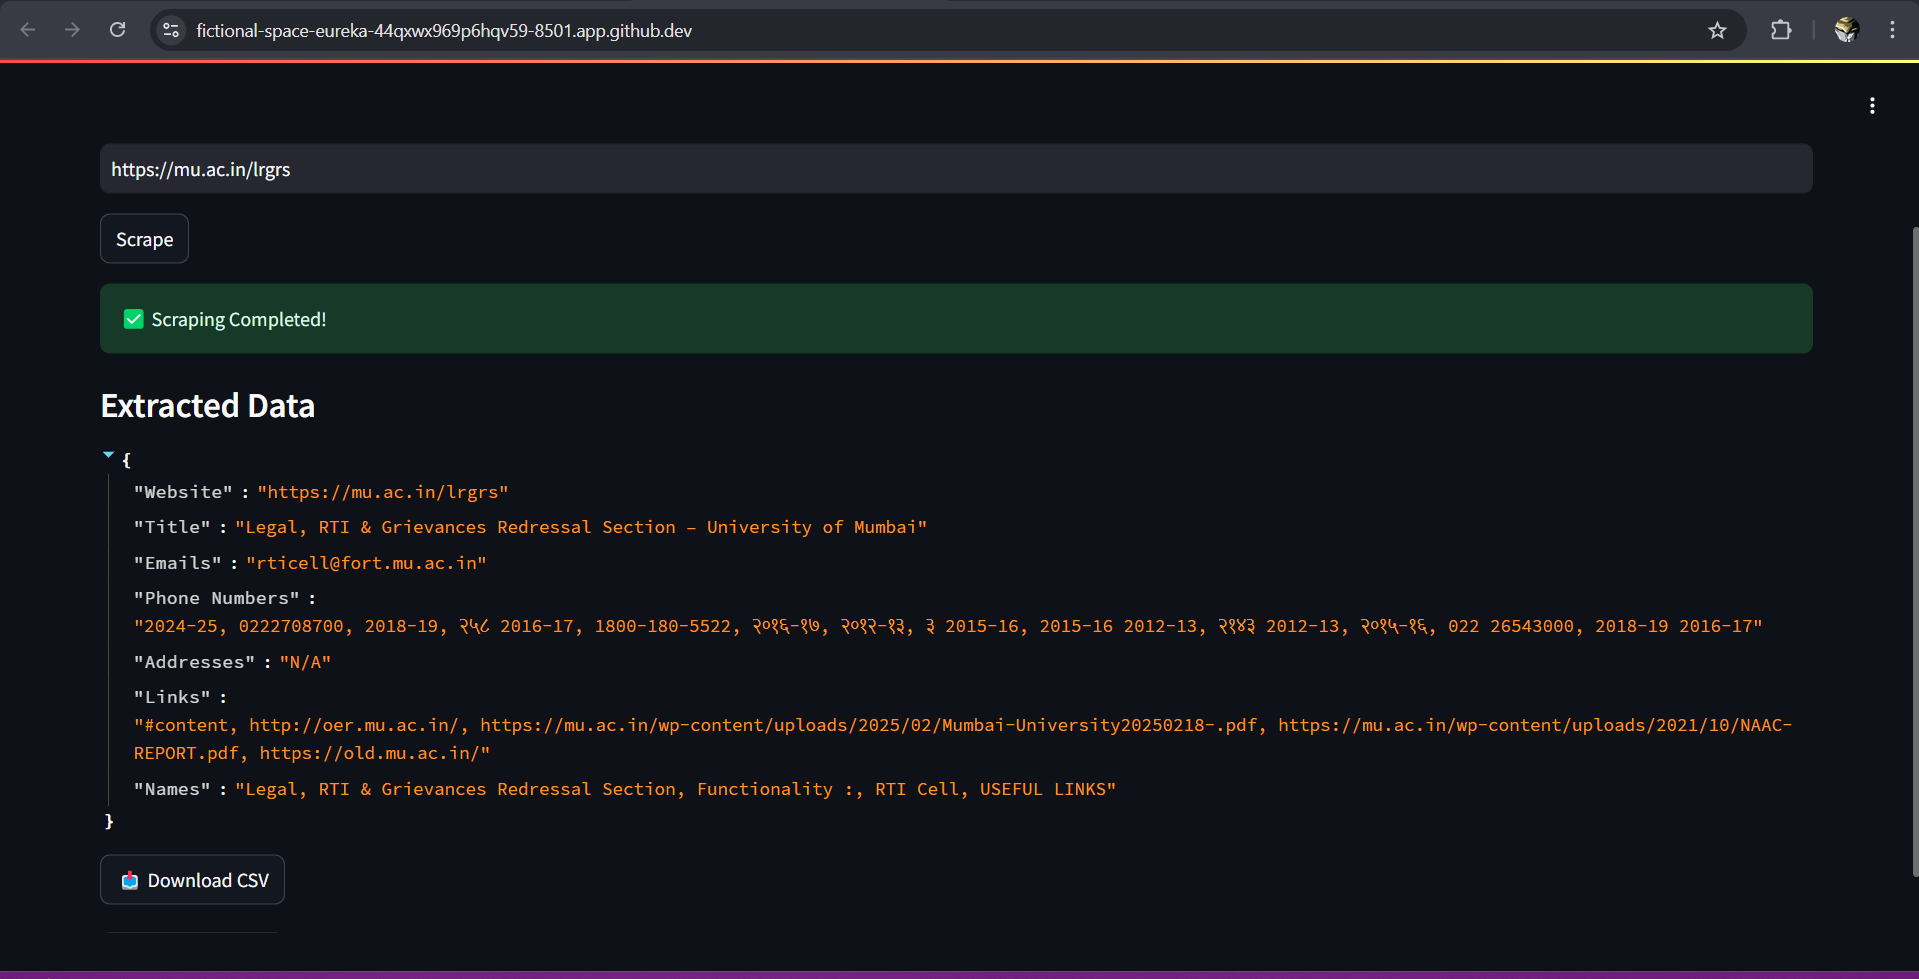 fictional-space-eureka-44qxwx969p6hqv59-8501.app.github.dev
https://mu.ac.in/lrgrs
Scrape
✅ Scraping Completed!
Extracted Data
{
"Website" : "https://mu.ac.in/lrgrs"
"Title" : "Legal, RTI & Grievances Redressal Section – University of Mumbai"
"Emails" : "rticell@fort.mu.ac.in"
"Phone Numbers" :
"2024-25, 0222708700, 2018-19, २५८ 2016-17, 1800-180-5522, २०१६-१७, २०१२-१३, ३ 2015-16, 2015-16 2012-13, २१४३ 2012-13, २०१५-१६, 022 26543000, 2018-19 2016-17"
"Addresses" : "N/A"
"Links" :
"#content, http://oer.mu.ac.in/, https://mu.ac.in/wp-content/uploads/2025/02/Mumbai-University20250218-.pdf, https://mu.ac.in/wp-content/uploads/2021/10/NAAC-
REPORT.pdf, https://old.mu.ac.in/"
"Names" : "Legal, RTI & Grievances Redressal Section, Functionality :, RTI Cell, USEFUL LINKS"
}
📥 Download CSV